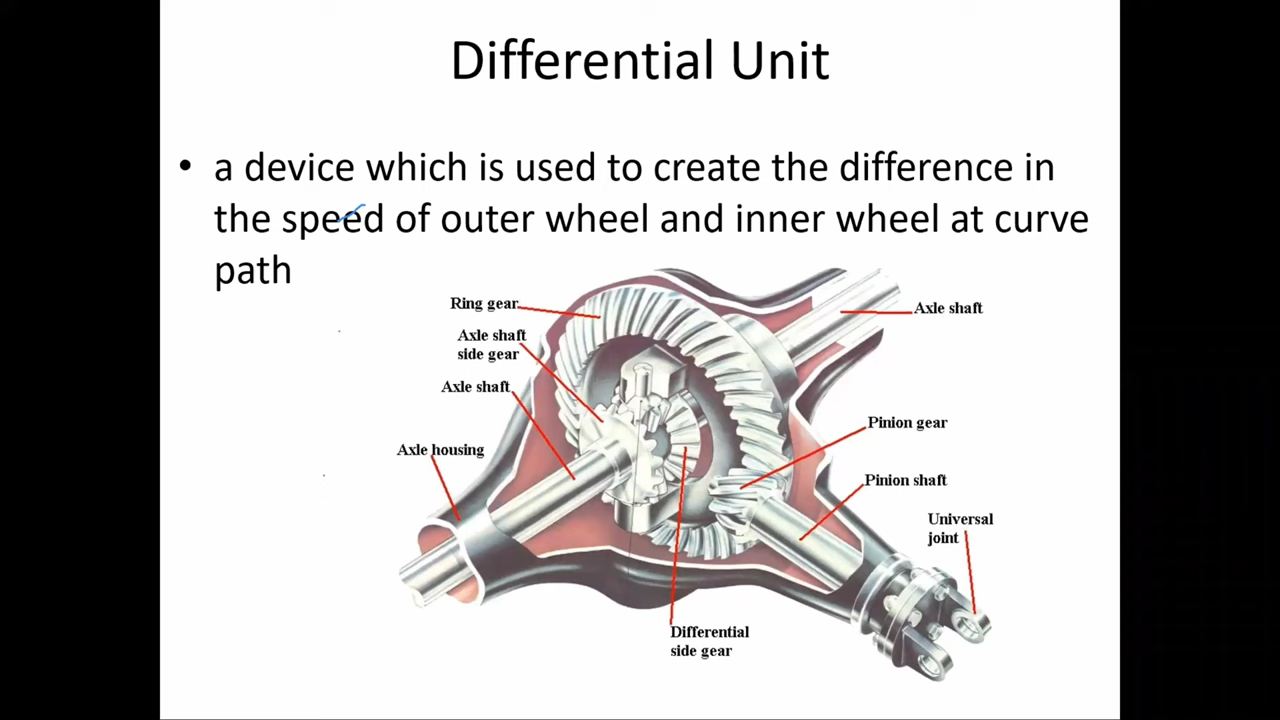 Differential Unit
• a device which is used to create the difference in
the speed of outer wheel and inner wheel at curve
path
Ring gear
Axle shaft
Axle shaft
side gear
Axle shaft
Pinion gear
Axle housing
Pinion shaft
Universal
joint
Differential
side gear